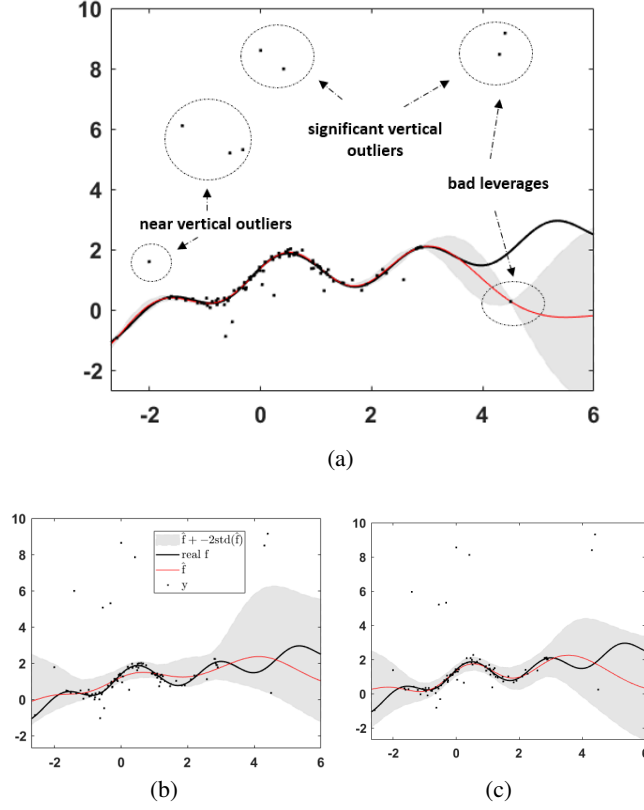 10
8
6
4
2
0
-2
significant vertical
outliers
bad leverages
near vertical outliers
-2 0 2 4 6
(a)
10
8
6
4
2
0
-2
f̂ + -2std(f̂)
real f
f̂
y
-2 0 2 4 6
(b)
10
8
6
4
2
0
-2
-2 0 2 4 6
(c)